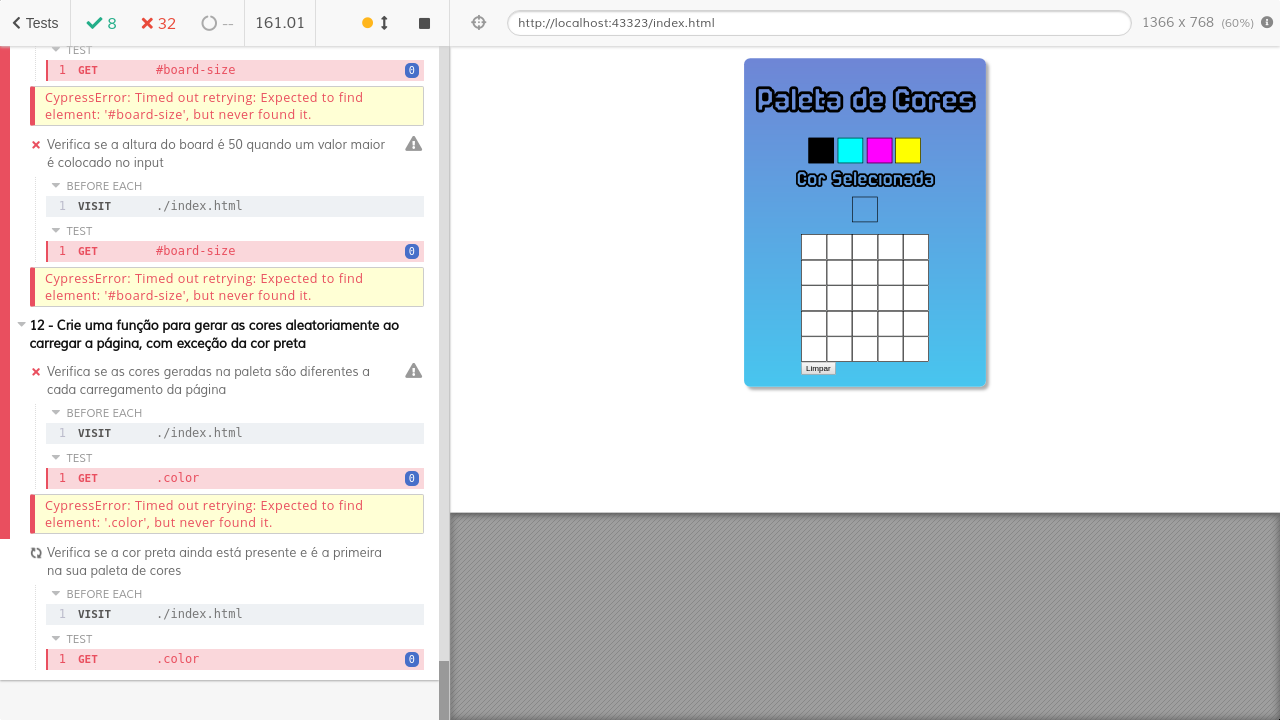 Tests
8
32
--
161.01
http://localhost:43323/index.html
1366 x 768 (60%)
TEST
1 GET #board-size 0
CypressError: Timed out retrying: Expected to find
element: '#board-size', but never found it.
Verifica se a altura do board é 50 quando um valor maior
é colocado no input
BEFORE EACH
1 VISIT ./index.html
TEST
1 GET #board-size 0
CypressError: Timed out retrying: Expected to find
element: '#board-size', but never found it.
12 - Crie uma função para gerar as cores aleatoriamente ao
carregar a página, com exceção da cor preta
Verifica se as cores geradas na paleta são diferentes a
cada carregamento da página
BEFORE EACH
1 VISIT ./index.html
TEST
1 GET .color 0
CypressError: Timed out retrying: Expected to find
element: '.color', but never found it.
Verifica se a cor preta ainda está presente e é a primeira
na sua paleta de cores
BEFORE EACH
1 VISIT ./index.html
TEST
1 GET .color 0
Paleta de Cores
Cor Selecionada
Limpar